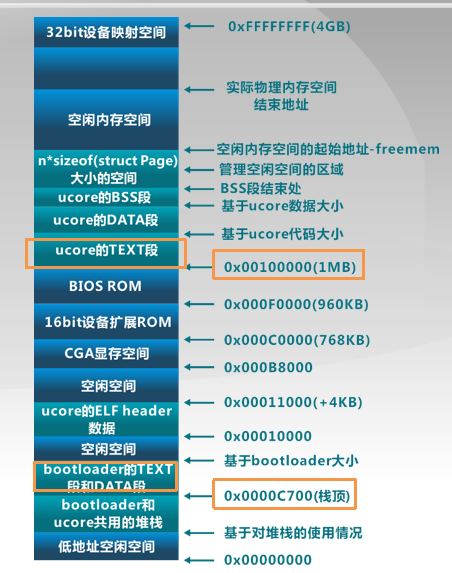 32bit设备映射空间
0xFFFFFFFF(4GB)
实际物理内存空间
结束地址
空闲内存空间
空闲内存空间的起始地址-freemem
n*sizeof(struct Page)
大小的空间
管理空闲空间的区域
BSS段结束处
ucore的BSS段
基于ucore数据大小
ucore的DATA段
基于ucore代码大小
ucore的TEXT段
0x00100000(1MB)
BIOS ROM
0x000F0000(960KB)
16bit设备扩展ROM
0x000C0000(768KB)
CGA显存空间
0x000B8000
空闲空间
0x00011000(+4KB)
ucore的ELF header
数据
0x00010000
空闲空间
基于bootloader大小
bootloader的TEXT
段和DATA段
0x0000C700(栈顶)
bootloader和
ucore共用的堆栈
基于对堆栈的使用情况
低地址空闲空间
0x00000000